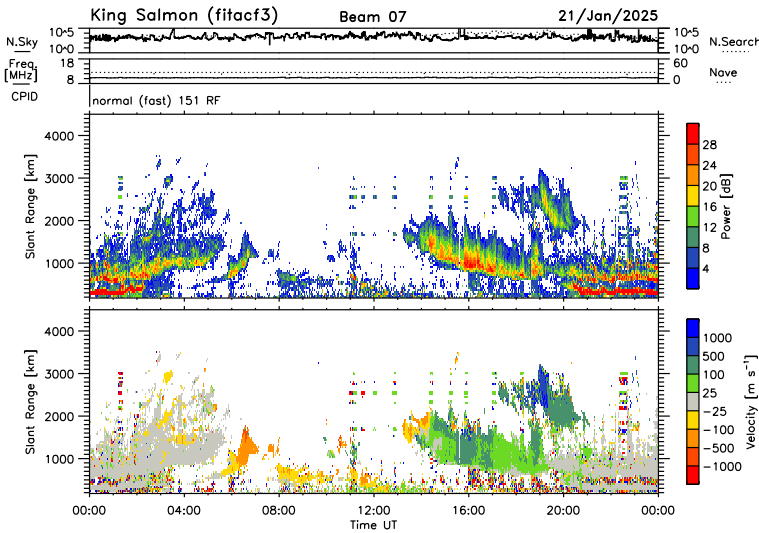 King Salmon (fitacf3) Beam 07 21/Jan/2025
N.Sky 10^5 10^0 10^5 10^0 N.Search
Freq. [MHz] 18 8 60 0 Nave
CPID normal (fast) 151 RF
Slant Range [km] 4000 3000 2000 1000
Power [dB] 28 24 20 16 12 8 4
Slant Range [km] 4000 3000 2000 1000
Velocity [m s⁻¹] 1000 500 100 25 −25 −100 −500 −1000
00:00 04:00 08:00 12:00 16:00 20:00 00:00
Time UT